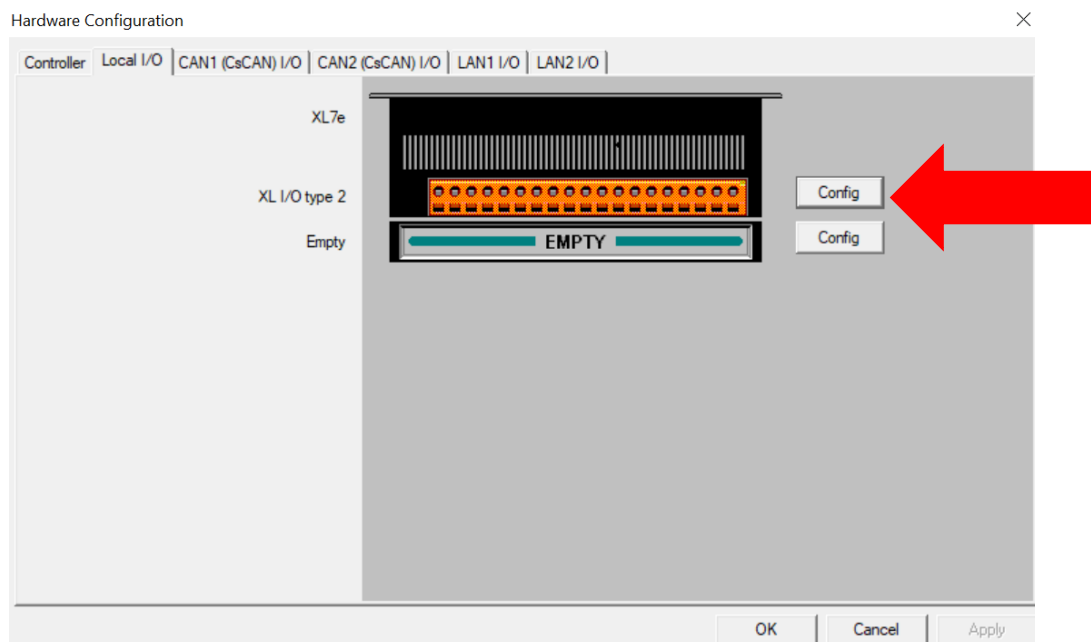 Hardware Configuration
Controller Local I/O CAN1 (CsCAN) I/O CAN2 (CsCAN) I/O LAN1 I/O LAN2 I/O
XL7e
XL I/O type 2 Config
Empty EMPTY Config
OK Cancel Apply